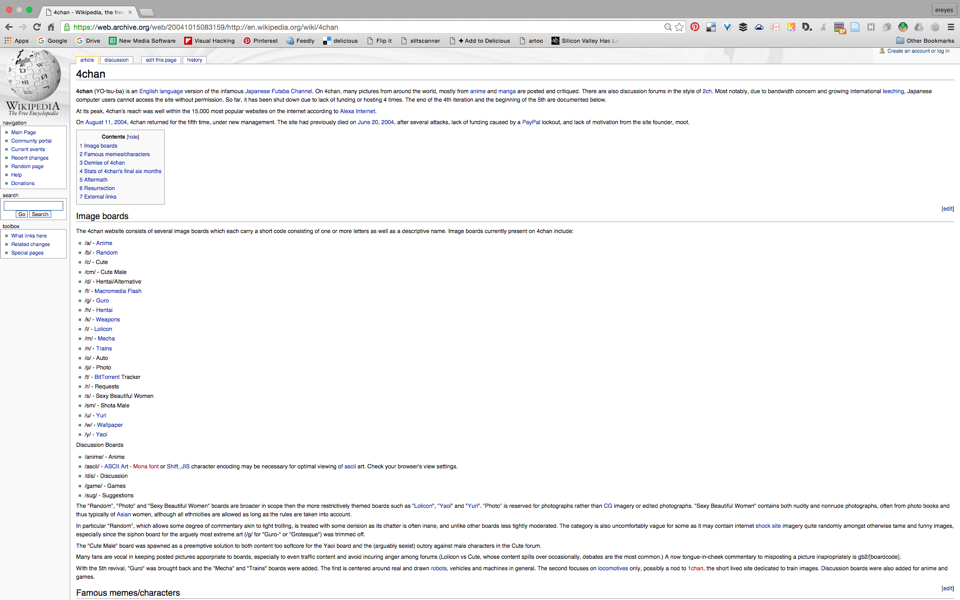 4chan - Wikipedia, the fre
ereyes
https://web.archive.org/web/20041015083159/http://en.wikipedia.org/wiki/4chan
Apps Google Drive New Media Software Visual Hacking Pinterest Feedly delicious Flip it slitscanner + Add to Delicious artoo Silicon Valley Has Lo Other Bookmarks
Create an account or log in
article discussion edit this page history
WIKIPEDIA
The Free Encyclopedia
navigation
Main Page
Community portal
Current events
Recent changes
Random page
Help
Donations
search
Go Search
toolbox
What links here
Related changes
Special pages
4chan
4chan (YO-tsu-ba) is an English language version of the infamous Japanese Futaba Channel. On 4chan, many pictures from around the world, mostly from anime and manga are posted and critiqued. There are also discussion forums in the style of 2ch. Most notably, due to bandwidth concern and growing international leeching, Japanese
computer users cannot access the site without permission. So far, it has been shut down due to lack of funding or hosting 4 times. The end of the 4th iteration and the beginning of the 5th are documented below.
At its peak, 4chan's reach was well within the 15,000 most popular websites on the internet according to Alexa Internet.
On August 11, 2004, 4chan returned for the fifth time, under new management. The site had previously died on June 20, 2004, after several attacks, lack of funding caused by a PayPal lockout, and lack of motivation from the site founder, moot.
Contents [hide]
1 Image boards
2 Famous memes/characters
3 Demise of 4chan
4 Stats of 4chan's final six months
5 Aftermath
6 Resurrection
7 External links
[edit]
Image boards
The 4chan website consists of several image boards which each carry a short code consisting of one or more letters as well as a descriptive name. Image boards currently present on 4chan include:
/a/ - Anime
/b/ - Random
/c/ - Cute
/cm/ - Cute Male
/d/ - Hentai/Alternative
/f/ - Macromedia Flash
/g/ - Guro
/h/ - Hentai
/k/ - Weapons
/l/ - Lolicon
/m/ - Mecha
/n/ - Trains
/o/ - Auto
/p/ - Photo
/t/ - BitTorrent Tracker
/r/ - Requests
/s/ - Sexy Beautiful Women
/sm/ - Shota Male
/u/ - Yuri
/w/ - Wallpaper
/y/ - Yaoi
Discussion Boards
/anime/ - Anime
/ascii/ - ASCII Art - Mona font or Shift_JIS character encoding may be necessary for optimal viewing of ascii art. Check your browser's view settings.
/dis/ - Discussion
/game/ - Games
/sug/ - Suggestions
The "Random", "Photo" and "Sexy Beautiful Women" boards are broader in scope then the more restrictively themed boards such as "Lolicon", "Yaoi" and "Yuri". "Photo" is reserved for photographs rather than CG imagery or edited photographs. "Sexy Beautiful Women" contains both nudity and nonnude photographs, often from photo books and
thus typically of Asian women, although all ethnicities are allowed as long as the rules are taken into account.
In particular "Random", which allows some degree of commentary akin to light trolling, is treated with some derision as its chatter is often inane, and unlike other boards less tightly moderated. The category is also uncomfortably vague for some as it may contain internet shock site imagery quite randomly amongst otherwise tame and funny images,
especially since the siphon board for the arguely most extreme art (/g/ for "Guro-" or "Grotesque") was trimmed off.
The "Cute Male" board was spawned as a preemptive solution to both content too softcore for the Yaoi board and the (arguably sexist) outcry against male characters in the Cute forum.
Many fans are vocal in keeping posted pictures apporpriate to boards, especially to even traffic content and avoid incuring anger among forums (Lolicon vs Cute, whose content spills over occasionally, debates are the most common.) A now tongue-in-cheek commentary to misposting a picture inapropriately is gb2/[boardcode].
With the 5th revival, "Guro" was brought back and the "Mecha" and "Trains" boards were added. The first is centered around real and drawn robots, vehicles and machines in general. The second focuses on locomotives only, possibly a nod to 1chan, the short lived site dedicated to train images. Discussion boards were also added for anime and
games.
[edit]
Famous memes/characters